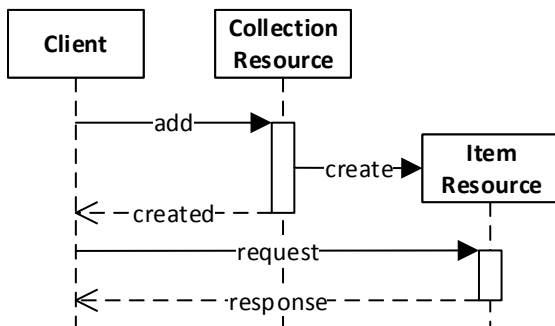 Client
Collection
Resource
add
create
Item
Resource
created
request
response